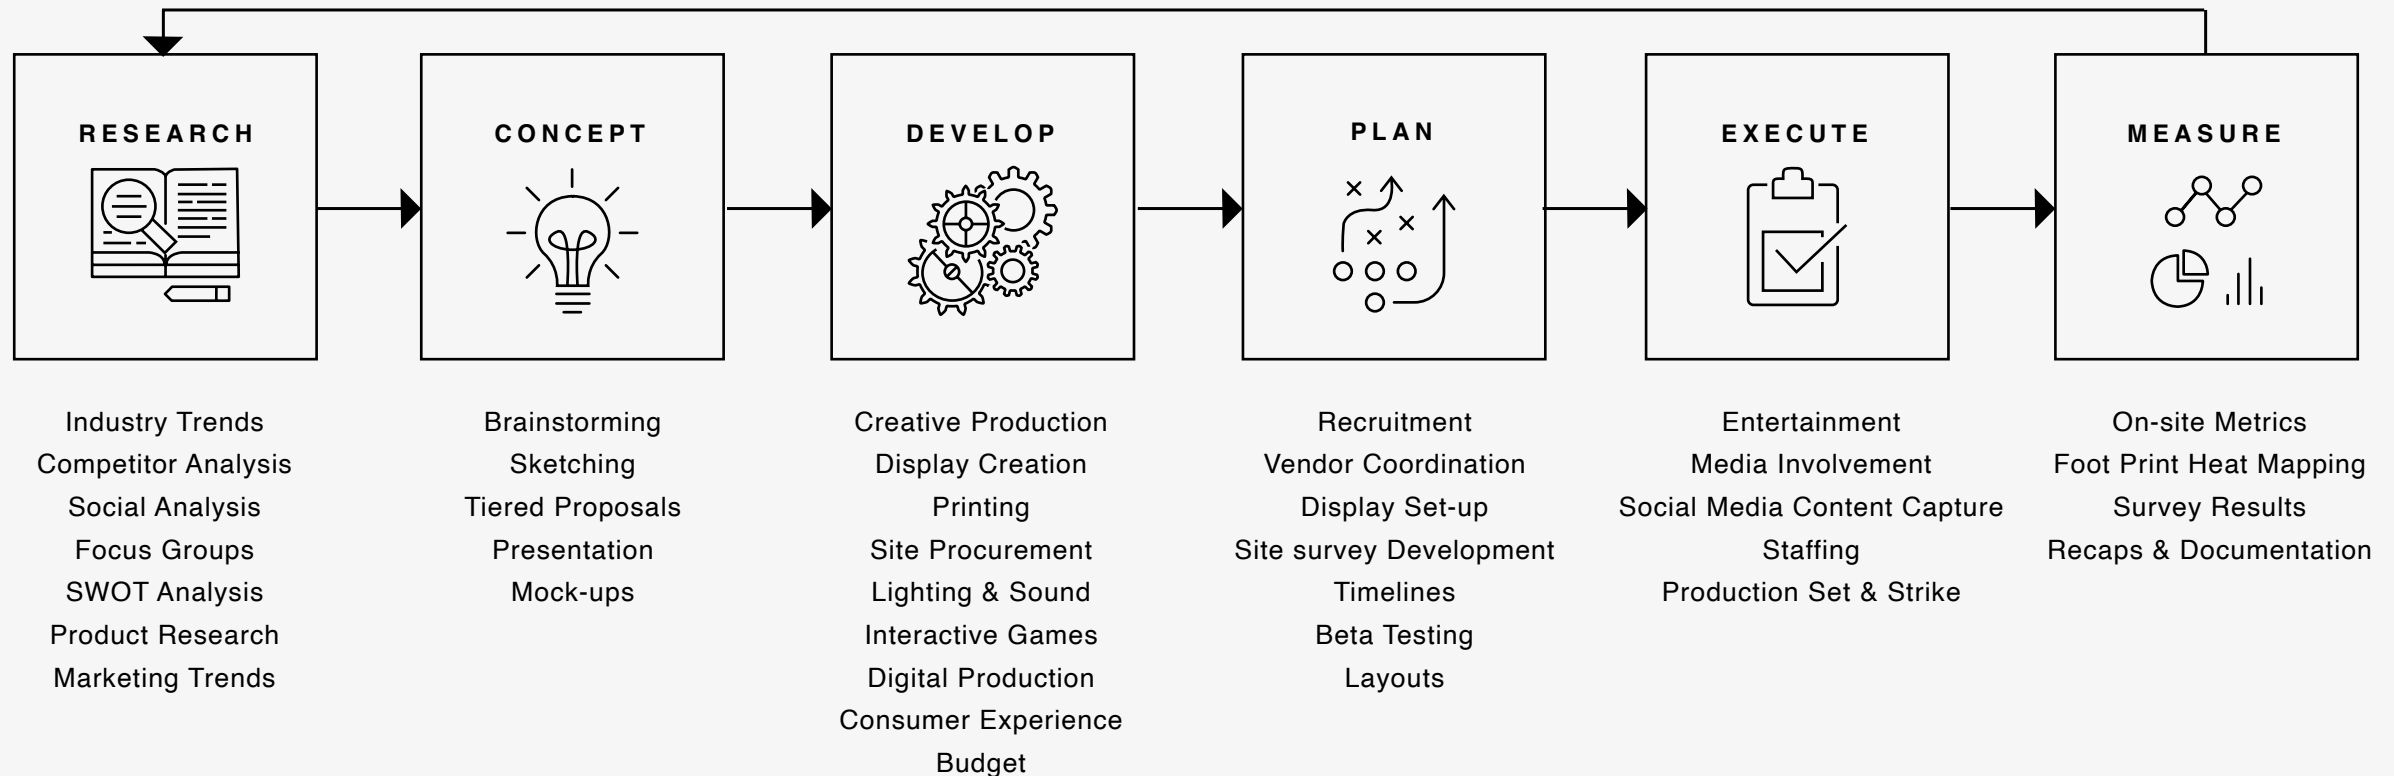 RESEARCH
Industry Trends
Competitor Analysis
Social Analysis
Focus Groups
SWOT Analysis
Product Research
Marketing Trends
CONCEPT
Brainstorming
Sketching
Tiered Proposals
Presentation
Mock-ups
DEVELOP
Creative Production
Display Creation
Printing
Site Procurement
Lighting & Sound
Interactive Games
Digital Production
Consumer Experience
Budget
PLAN
Recruitment
Vendor Coordination
Display Set-up
Site survey Development
Timelines
Beta Testing
Layouts
EXECUTE
Entertainment
Media Involvement
Social Media Content Capture
Staffing
Production Set & Strike
MEASURE
On-site Metrics
Foot Print Heat Mapping
Survey Results
Recaps & Documentation